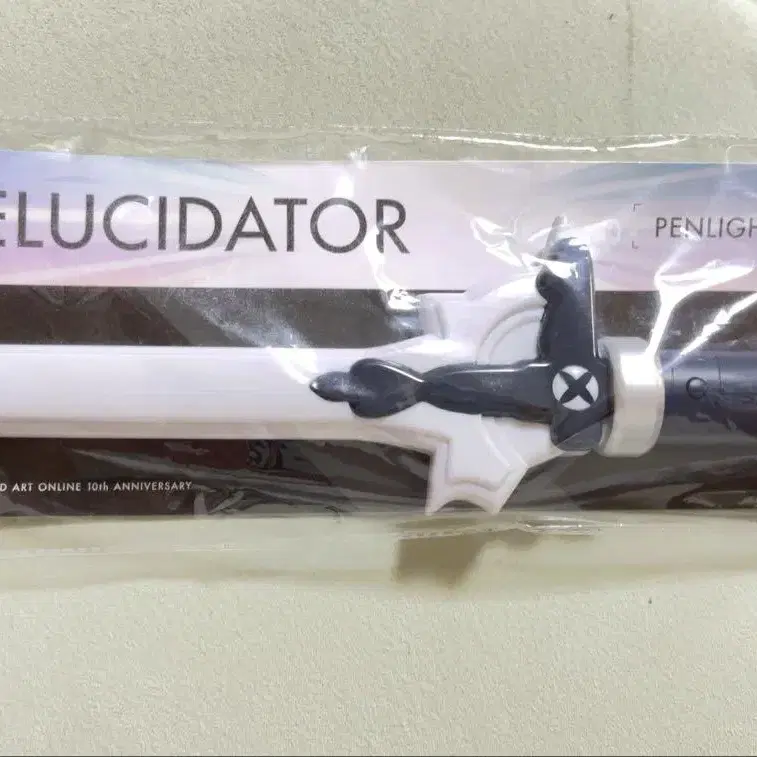 ELUCIDATOR
PENLIGH
D ART ONLINE 10th ANNIVERSARY